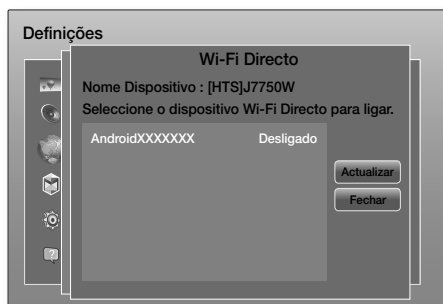 Definições
Wi-Fi Directo
Nome Dispositivo : [HTS]J7750W
Seleccione o dispositivo Wi-Fi Directo para ligar.
AndroidXXXXXXX Desligado
Actualizar
Fechar